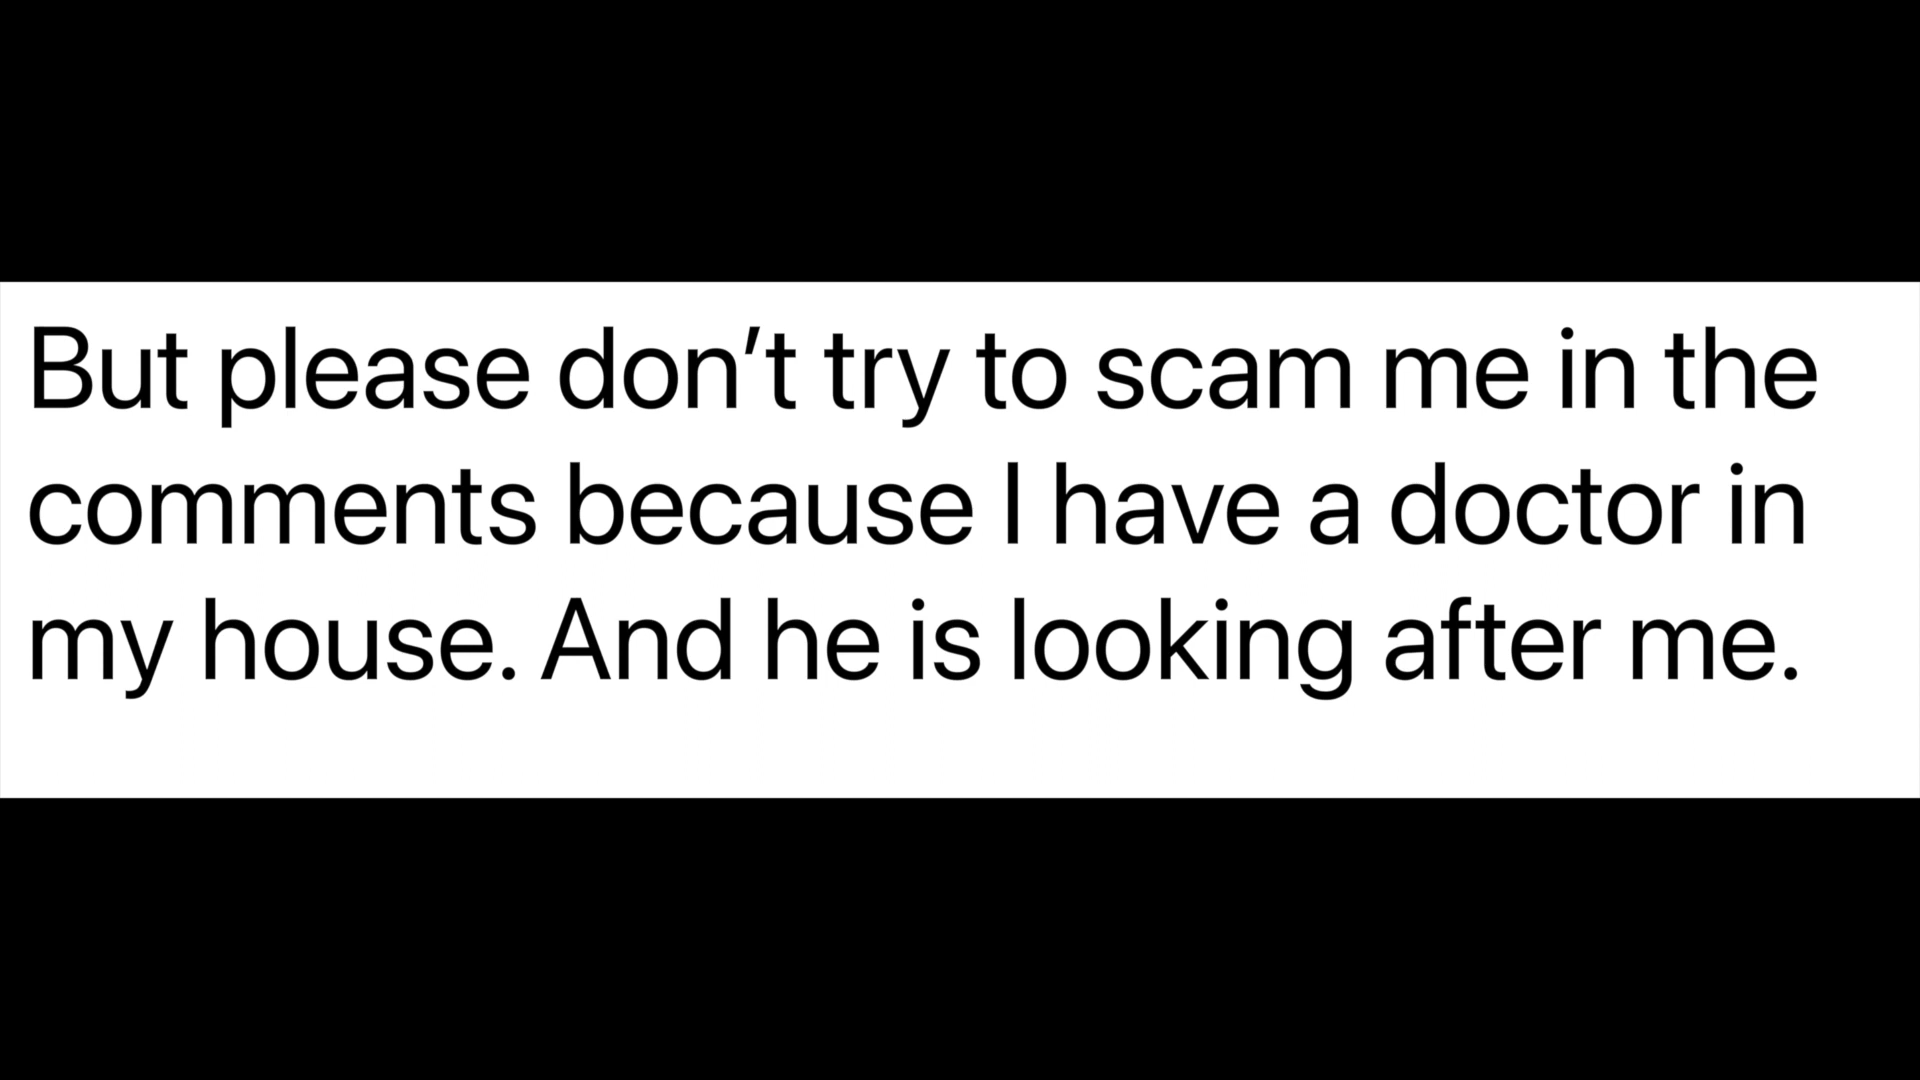 But please don’t try to scam me in the
comments because I have a doctor in
my house. And he is looking after me.